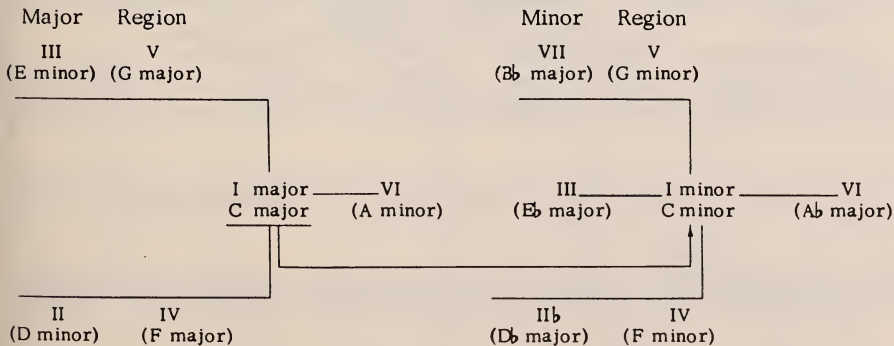 Major Region Minor Region
III V VII V
(E minor) (G major) (B♭ major) (G minor)
I major VI III I minor VI
C major (A minor) (E♭ major) C minor (A♭ major)
II IV II♭ IV
(D minor) (F major) (D♭ major) (F minor)